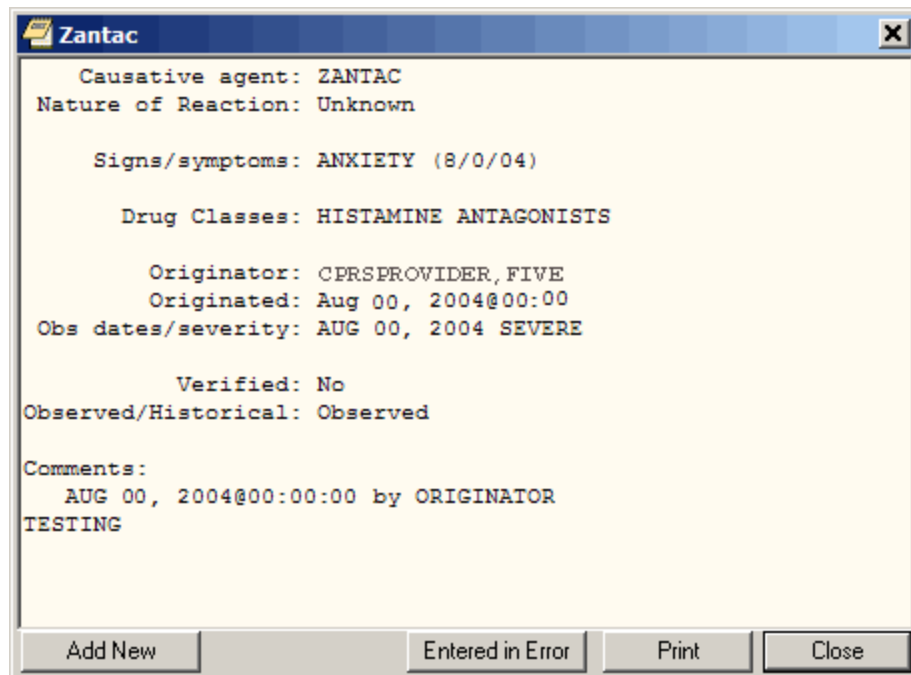 Zantac
Causative agent: ZANTAC
Nature of Reaction: Unknown
Signs/symptoms: ANXIETY (8/0/04)
Drug Classes: HISTAMINE ANTAGONISTS
Originator: CPRSPROVIDER,FIVE
Originated: Aug 00, 2004@00:00
Obs dates/severity: AUG 00, 2004 SEVERE
Verified: No
Observed/Historical: Observed
Comments:
AUG 00, 2004@00:00:00 by ORIGINATOR
TESTING
Add New Entered in Error Print Close